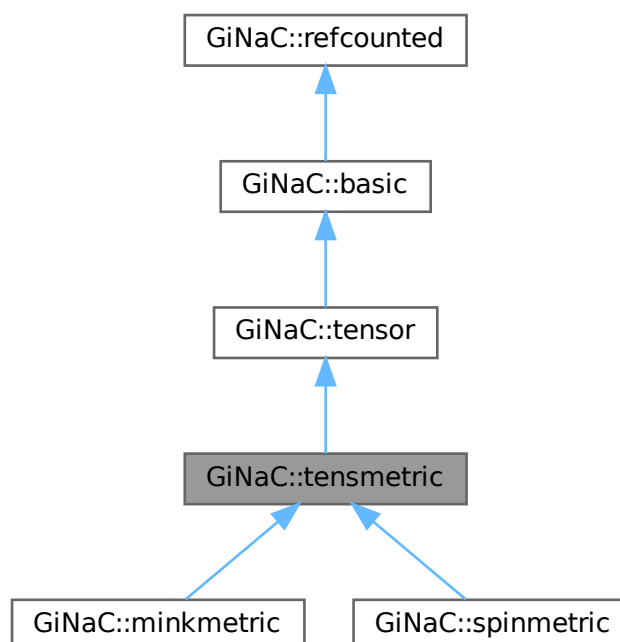 GiNaC::refcounted
GiNaC::basic
GiNaC::tensor
GiNaC::tensmetric
GiNaC::minkmetric
GiNaC::spinmetric